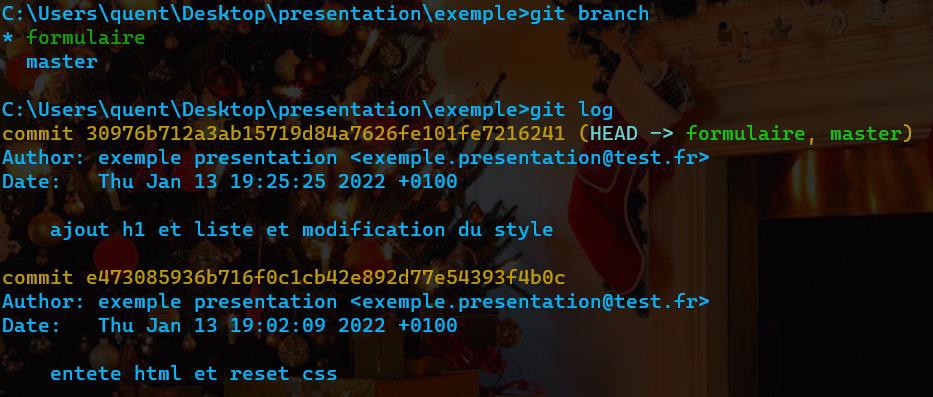 C:\Users\quent\Desktop\presentation\exemple>git branch
* formulaire
  master
C:\Users\quent\Desktop\presentation\exemple>git log
commit 30976b712a3ab15719d84a7626fe101fe7216241 (HEAD -> formulaire, master)
Author: exemple presentation <exemple.presentation@test.fr>
Date:   Thu Jan 13 19:25:25 2022 +0100
    ajout h1 et liste et modification du style
commit e473085936b716f0c1cb42e892d77e54393f4b0c
Author: exemple presentation <exemple.presentation@test.fr>
Date:   Thu Jan 13 19:02:09 2022 +0100
    entete html et reset css